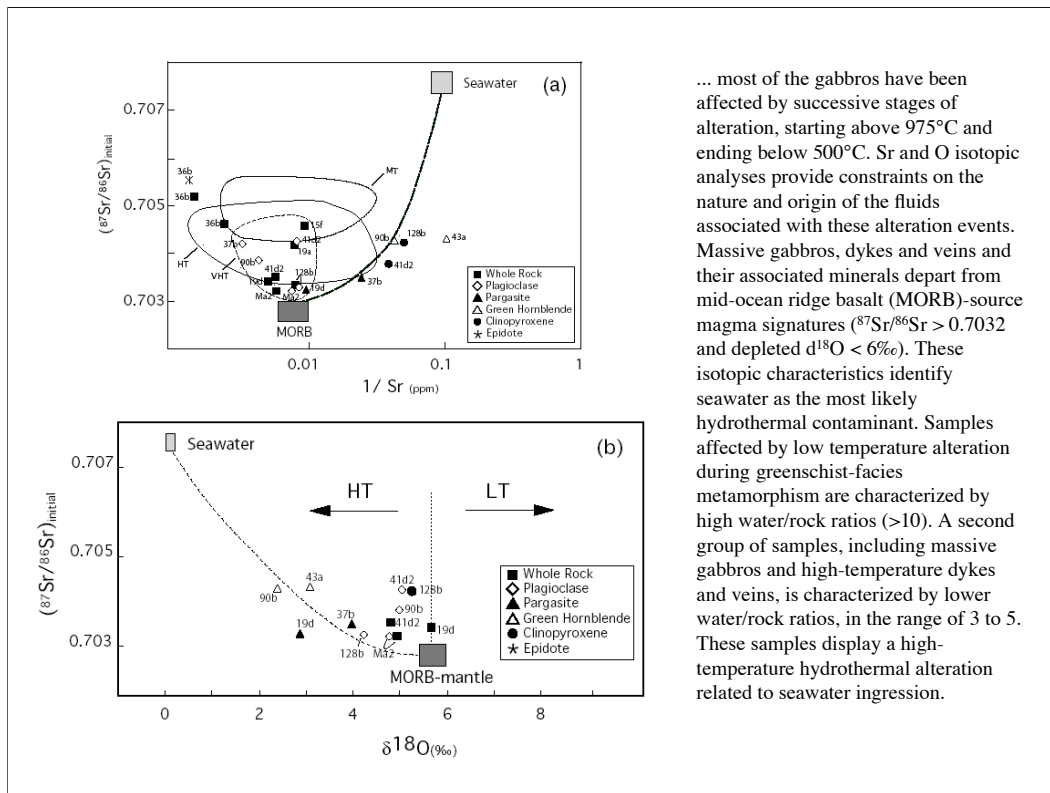 (a)
Seawater
0.707
0.705
0.703
(⁸⁷Sr/⁸⁶Sr)initial
36b
36b
36b
MT
15f
41d2
19a
37b
HT
VHT
90b
90b
128b
43a
41d2
41d2
128b
19d
Ma2
Ma2
19d
37b
MORB
Whole Rock
Plagioclase
Pargasite
Green Hornblende
Clinopyroxene
Epidote
0.01
0.1
1
1/ Sr (ppm)
(b)
Seawater
0.707
0.705
0.703
(⁸⁷Sr/⁸⁶Sr)initial
HT
LT
43a
90b
41d2
128b
90b
37b
19d
41d2
19d
128b
Ma2
MORB-mantle
Whole Rock
Plagioclase
Pargasite
Green Hornblende
Clinopyroxene
Epidote
0
2
4
6
8
δ18O(‰)
... most of the gabbros have been
affected by successive stages of
alteration, starting above 975°C and
ending below 500°C. Sr and O isotopic
analyses provide constraints on the
nature and origin of the fluids
associated with these alteration events.
Massive gabbros, dykes and veins and
their associated minerals depart from
mid-ocean ridge basalt (MORB)-source
magma signatures (⁸⁷Sr/⁸⁶Sr > 0.7032
and depleted d¹⁸O < 6‰). These
isotopic characteristics identify
seawater as the most likely
hydrothermal contaminant. Samples
affected by low temperature alteration
during greenschist-facies
metamorphism are characterized by
high water/rock ratios (>10). A second
group of samples, including massive
gabbros and high-temperature dykes
and veins, is characterized by lower
water/rock ratios, in the range of 3 to 5.
These samples display a high-
temperature hydrothermal alteration
related to seawater ingression.